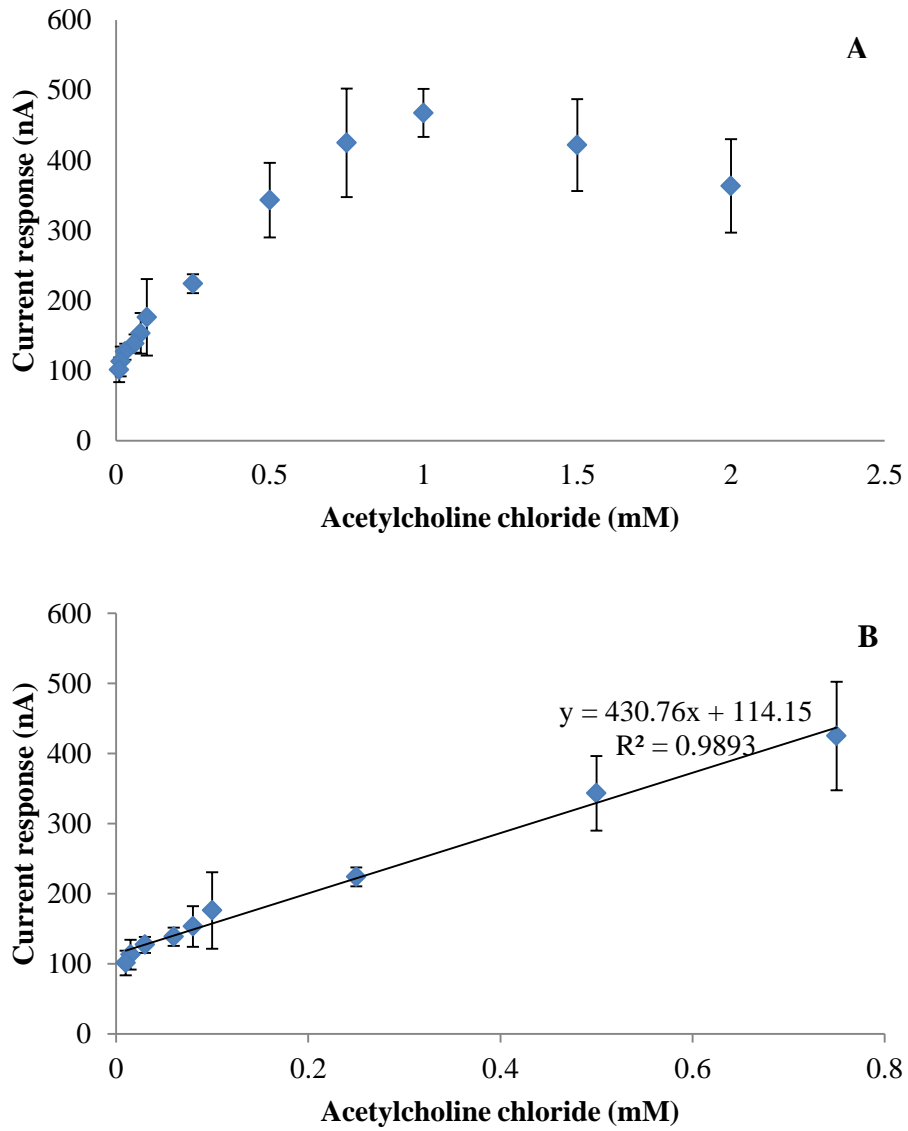 A
Current response (nA)
600
500
400
300
200
100
0
0 0.5 1 1.5 2 2.5
Acetylcholine chloride (mM)
B
Current response (nA)
600
500
400
300
200
100
0
y = 430.76x + 114.15
R² = 0.9893
0 0.2 0.4 0.6 0.8
Acetylcholine chloride (mM)